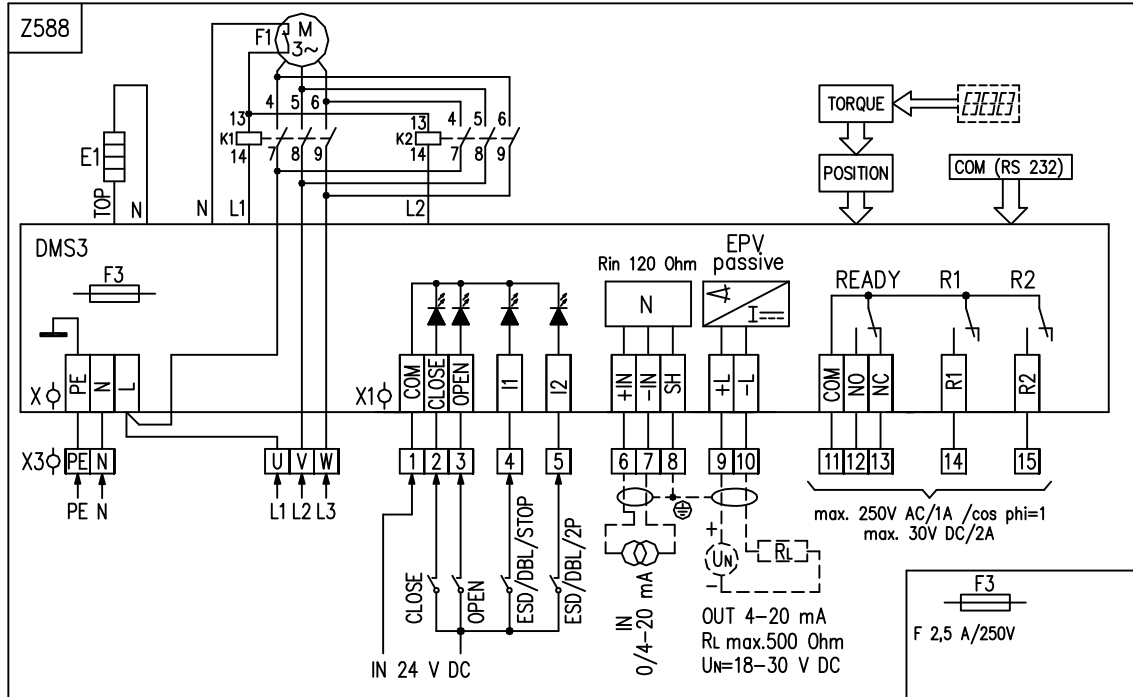 Z588
F1
M
3~
4 5 6
13
K1
14
7 8 9
13
K2
14
4 5 6
7 8 9
E1
TOP
N
N
L1
L2
TORQUE
8888
POSITION
COM (RS 232)
DMS3
F3
Rin 120 Ohm
N
EPV
passive
READY
R1
R2
X
PE
N
L
X1
COM
CLOSE
OPEN
I1
I2
+IN
-IN
SH
+L
-L
COM
NO
NC
R1
R2
X3
PE N
U V W
1 2 3
4
5
6 7 8
9 10
11 12 13
14
15
PE N
L1 L2 L3
CLOSE
OPEN
ESD/DBL/STOP
ESD/DBL/2P
IN 24 V DC
IN
0/4-20 mA
+
UN
-
RL
OUT 4-20 mA
RL max.500 Ohm
UN=18-30 V DC
max. 250V AC/1A /cos phi=1
max. 30V DC/2A
F3
F 2,5 A/250V